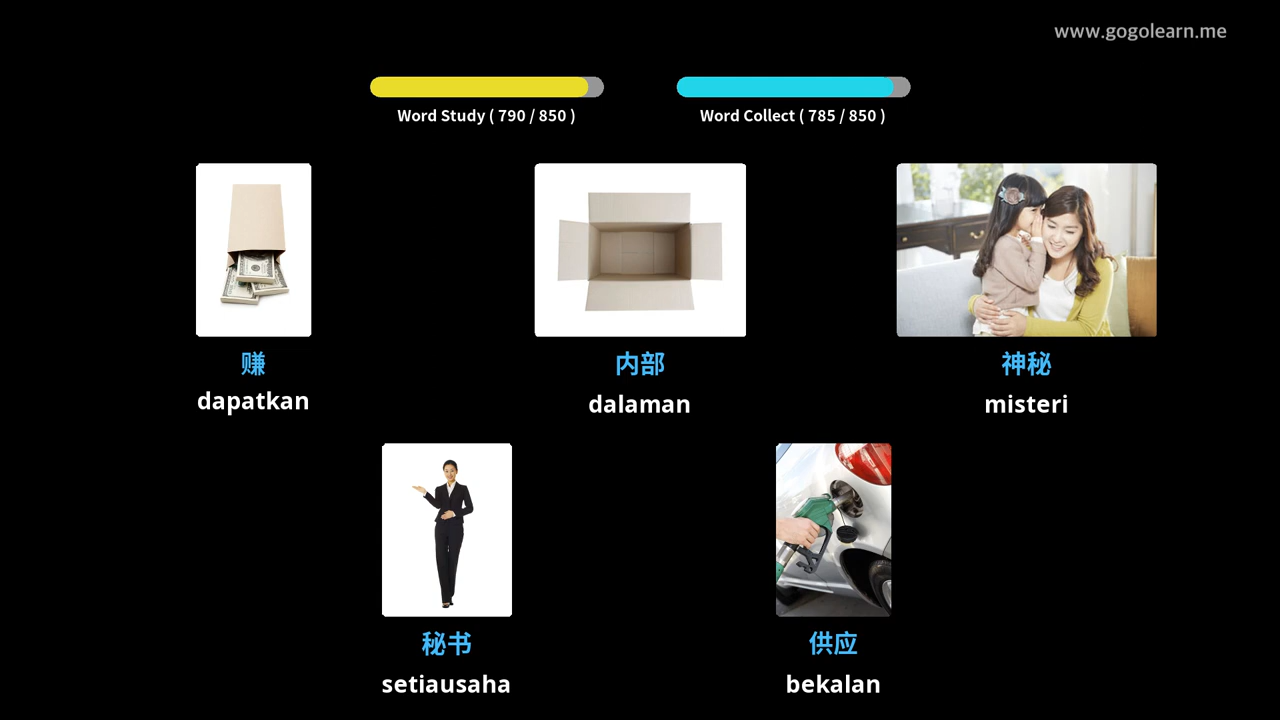 www.gogolearn.me
Word Study ( 790 / 850 )
Word Collect ( 785 / 850 )
赚
dapatkan
内部
dalaman
神秘
misteri
秘书
setiausaha
供应
bekalan